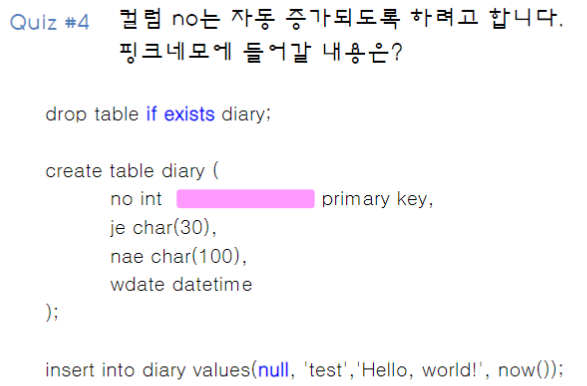 Quiz #4 컬럼 no는 자동 증가되도록 하려고 합니다.
핑크네모에 들어갈 내용은?
drop table if exists diary;
create table diary (
no int primary key,
je char(30),
nae char(100),
wdate datetime
);
insert into diary values(null, 'test','Hello, world!', now());